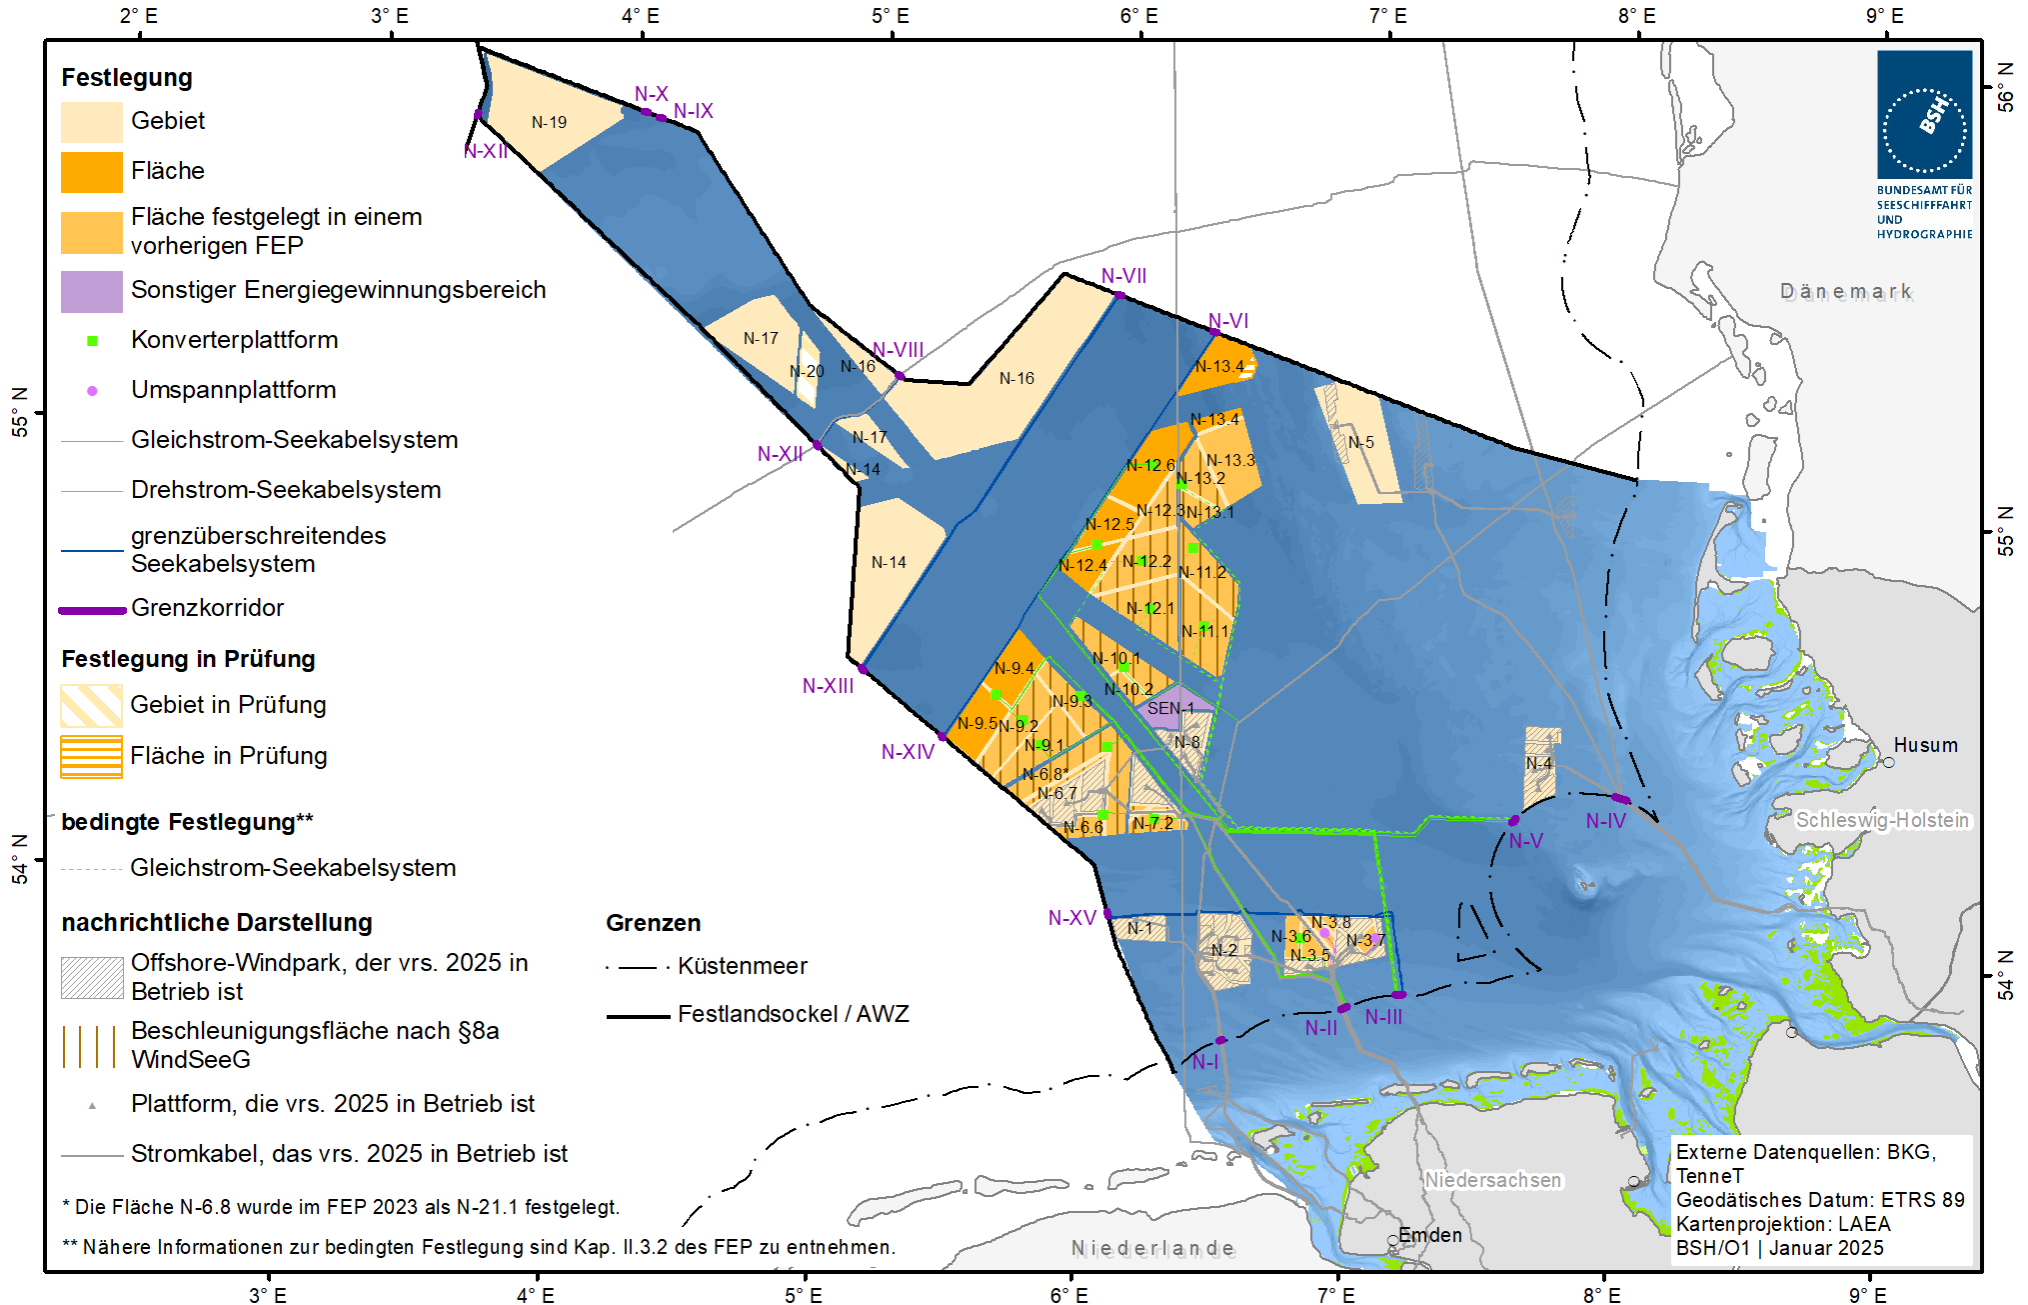 2° E
3° E
4° E
5° E
6° E
7° E
8° E
9° E
Festlegung
Gebiet
Fläche
Fläche festgelegt in einem
vorherigen FEP
Sonstiger Energiegewinnungsbereich
Konverterplattform
Umspannplattform
Gleichstrom-Seekabelsystem
Drehstrom-Seekabelsystem
grenzüberschreitendes
Seekabelsystem
Grenzkorridor
Festlegung in Prüfung
Gebiet in Prüfung
Fläche in Prüfung
bedingte Festlegung**
Gleichstrom-Seekabelsystem
nachrichtliche Darstellung
Offshore-Windpark, der vrs. 2025 in
Betrieb ist
Beschleunigungsfläche nach §8a
WindSeeG
Plattform, die vrs. 2025 in Betrieb ist
Stromkabel, das vrs. 2025 in Betrieb ist
* Die Fläche N-6.8 wurde im FEP 2023 als N-21.1 festgelegt.
** Nähere Informationen zur bedingten Festlegung sind Kap. II.3.2 des FEP zu entnehmen.
Grenzen
Küstenmeer
Festlandsockel / AWZ
55° N
54° N
N-X
N-IX
N-19
N-XII
N-VII
N-VI
N-17
N-20
N-16
N-VIII
N-16
N-13.4
N-13.4
N-17
N-XII
N-14
N-5
N-12.6
N-13.3
N-13.2
N-12.3
N-13.1
N-12.5
N-14
N-12.4
N-12.2
N-11.2
N-12.1
N-11.1
N-XIII
N-9.4
N-10.1
N-10.2
N-9.3
SEN-1
N-XIV
N-9.5
N-9.2
N-9.1
N-8
N-6.8*
N-6.7
N-4
N-6.6
N-7.2
N-V
N-IV
N-XV
N-1
N-2
N-3.8
N-3.6
N-3.7
N-3.5
N-II
N-III
N-I
Dänemark
Husum
Schleswig-Holstein
Niedersachsen
Emden
Niederlande
BSH
BUNDESAMT FÜR
SEESCHIFFFAHRT
UND
HYDROGRAPHIE
56° N
55° N
54° N
Externe Datenquellen: BKG,
TenneT
Geodätisches Datum: ETRS 89
Kartenprojektion: LAEA
BSH/O1 | Januar 2025
3° E
4° E
5° E
6° E
7° E
8° E
9° E